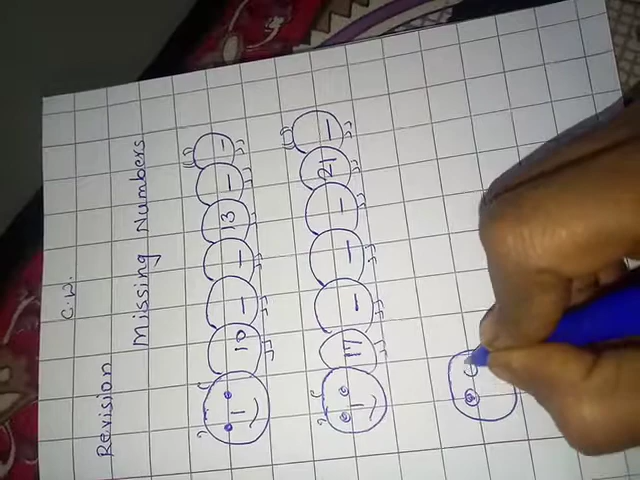 C.W.
Revision
Missing Numbers
10 - - 13 - -
17 - - - 21 -